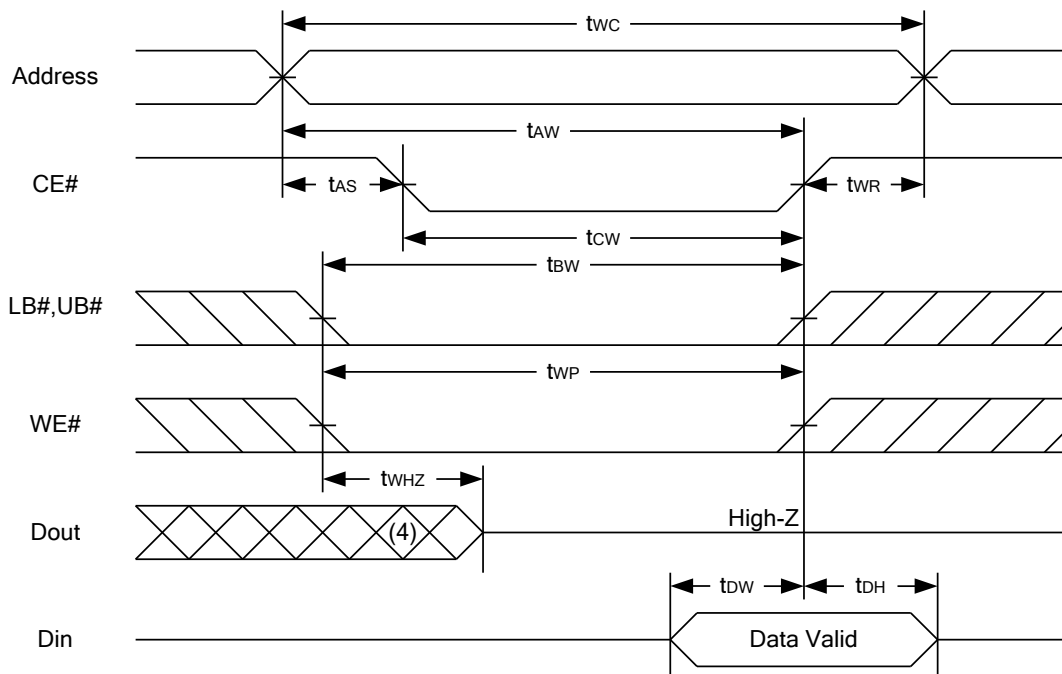 tWC
Address
tAW
CE#
tAS
tWR
tCW
tBW
LB#,UB#
tWP
WE#
tWHZ
Dout
(4)
High-Z
tDW
tDH
Din
Data Valid